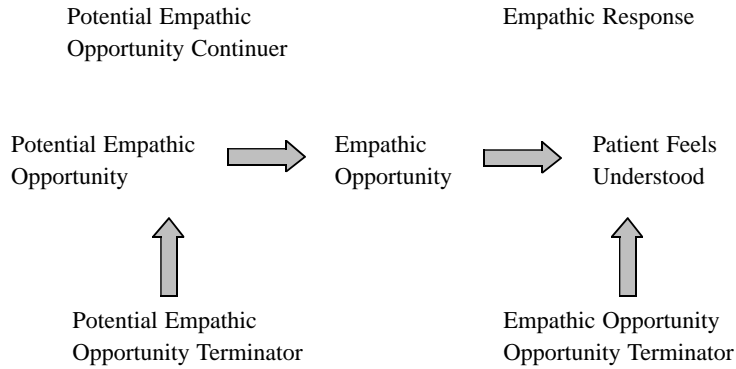 Potential Empathic
Opportunity Continuer
Empathic Response
Potential Empathic
Opportunity
Empathic
Opportunity
Patient Feels
Understood
Potential Empathic
Opportunity Terminator
Empathic Opportunity
Opportunity Terminator